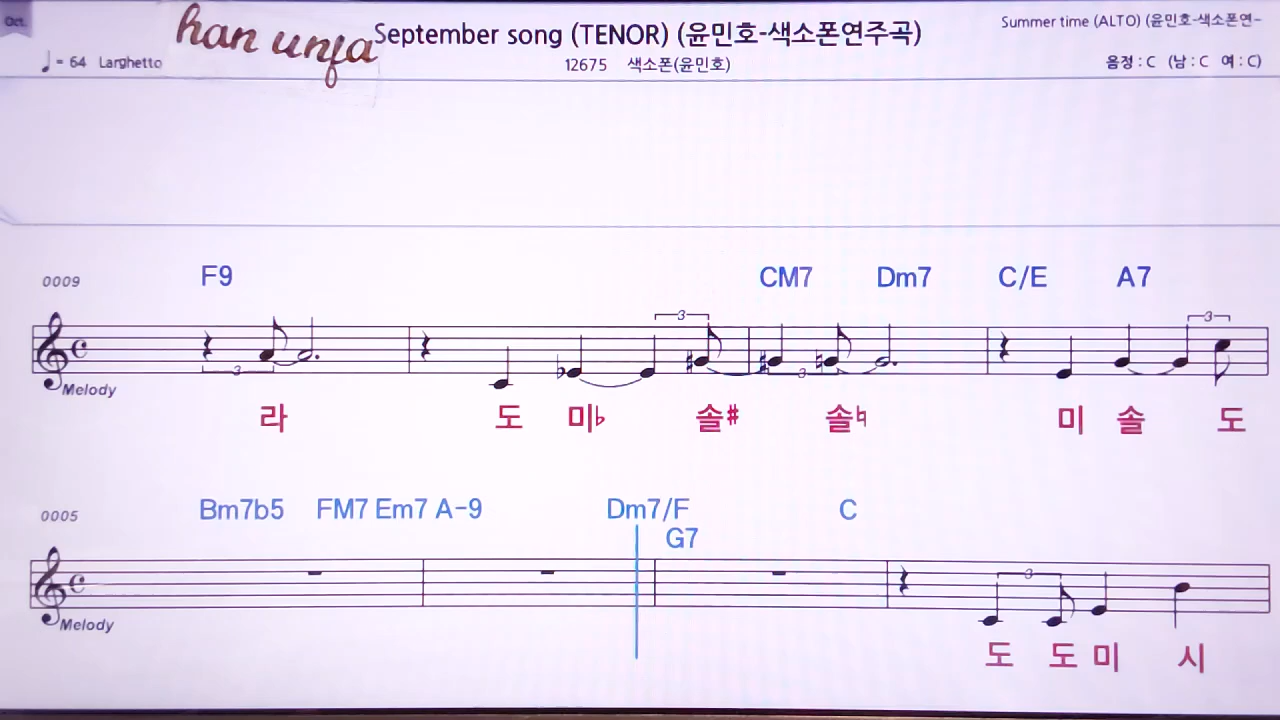 Oct.
han unja
September song (TENOR) (윤민호-색소폰연주곡)
Summer time (ALTO) (윤민호-색소폰연-
♩= 64 Larghetto
12675 색소폰(윤민호)
음정 : C (남 : C 여 : C)
0009 F9 CM7 Dm7 C/E A7
3 3 3 3
Melody
라 도 미♭ 솔# 솔♮ 미 솔 도
0005 Bm7b5 FM7 Em7 A-9 Dm7/F C
G7
3
Melody
도 도 미 시